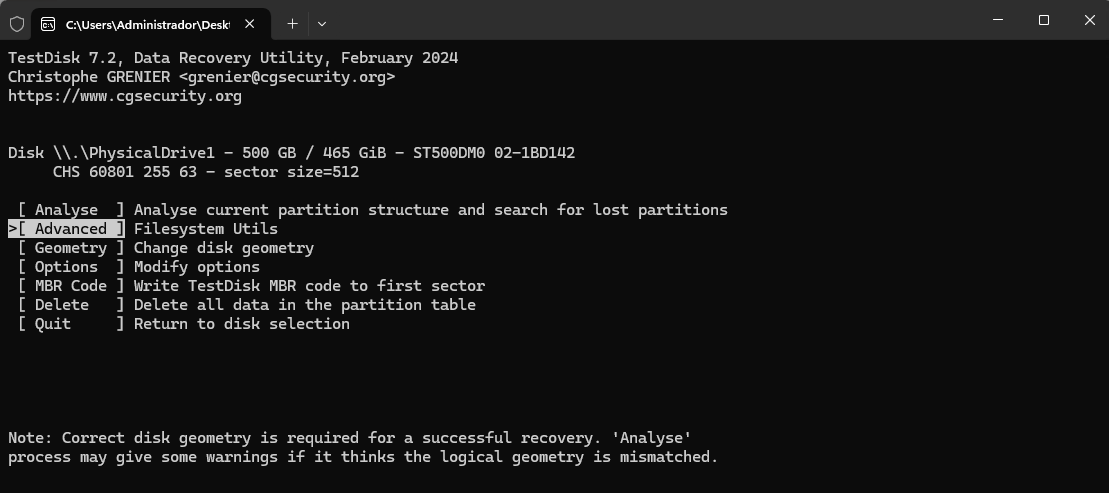 C:\Users\Administrador\Deskt
TestDisk 7.2, Data Recovery Utility, February 2024
Christophe GRENIER <grenier@cgsecurity.org>
https://www.cgsecurity.org
Disk \\.\PhysicalDrive1 - 500 GB / 465 GiB - ST500DM0 02-1BD142
     CHS 60801 255 63 - sector size=512
 [ Analyse  ] Analyse current partition structure and search for lost partitions
>[ Advanced ] Filesystem Utils
 [ Geometry ] Change disk geometry
 [ Options  ] Modify options
 [ MBR Code ] Write TestDisk MBR code to first sector
 [ Delete   ] Delete all data in the partition table
 [ Quit     ] Return to disk selection
Note: Correct disk geometry is required for a successful recovery. 'Analyse'
process may give some warnings if it thinks the logical geometry is mismatched.